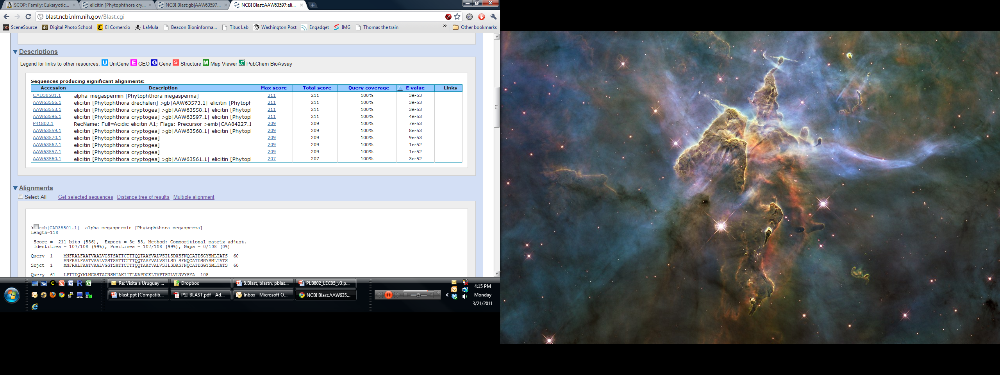 SCOP: Family: Eukaryotic...
elicitin [Phytophthora cry...
NCBI Blast:gb|AAW63597...
NCBI Blast:AAW63597:eli...
blast.ncbi.nlm.nih.gov/Blast.cgi
SceneSource Digital Photo School El Comercio LaMula Beacon Bioninforma... Titus Lab Washington Post Engadget IMG Thomas the train » Other bookmarks
Descriptions
Legend for links to other resources: U UniGene E GEO G Gene S Structure M Map Viewer PubChem BioAssay
Sequences producing significant alignments:
Accession Description Max score Total score Query coverage E value Links
CAD38501.1 alpha-megaspermin [Phytophthora megasperma] 211 211 100% 3e-53
AAW63566.1 elicitin [Phytophthora drechsleri] >gb|AAW63573.1| elicitin [Phytoph 211 211 100% 3e-53
AAW63553.1 elicitin [Phytophthora cryptogea] >gb|AAW63558.1| elicitin [Phytop 211 211 100% 3e-53
AAW63596.1 elicitin [Phytophthora cryptogea] >gb|AAW63597.1| elicitin [Phytop 211 211 100% 4e-53
P41802.1 RecName: Full=Acidic elicitin A1; Flags: Precursor >emb|CAA84227.1 209 209 100% 7e-53
AAW63559.1 elicitin [Phytophthora cryptogea] >gb|AAW63568.1| elicitin [Phytop 209 209 100% 8e-53
AAW63570.1 elicitin [Phytophthora cryptogea] 209 209 100% 9e-53
AAW63562.1 elicitin [Phytophthora cryptogea] 209 209 100% 1e-52
AAW63557.1 elicitin [Phytophthora cryptogea] 209 209 100% 1e-52
AAW63560.1 elicitin [Phytophthora cryptogea] >gb|AAW63561.1| elicitin [Phytop 207 207 100% 3e-52
Alignments
Select All Get selected sequences Distance tree of results Multiple alignment
>emb|CAD38501.1| alpha-megaspermin [Phytophthora megasperma]
Length=118
Score = 211 bits (536), Expect = 3e-53, Method: Compositional matrix adjust.
Identities = 107/108 (99%), Positives = 107/108 (99%), Gaps = 0/108 (0%)
Query 1 MNFRALFAATVAALVGSTSATTCTTTQQTAAYVALVSILSDXSFNQCATDSGYSMLTATS 60
MNFRALFAATVAALVGSTSATTCTTTQQTAAYVALVSILSD SFNQCATDSGYSMLTATS
Sbjct 1 MNFRALFAATVAALVGSTSATTCTTTQQTAAYVALVSILSDASFNQCATDSGYSMLTATS 60
Query 61 LPTTDQYKLMCASTACNSMIAKIITLNAPDCELTVPTSGLVLNVYSYA 108
Re: Visita a Uruguay ... Dropbox 8.Blast, blastn, pblas... PLB802_LEC05_v3.p...
blast.ppt [Compatib... PSI-BLAST.pdf - Ad... Inbox - Microsoft O... NCBI Blast:AAW635...
4:15 PM
Monday
3/21/2011